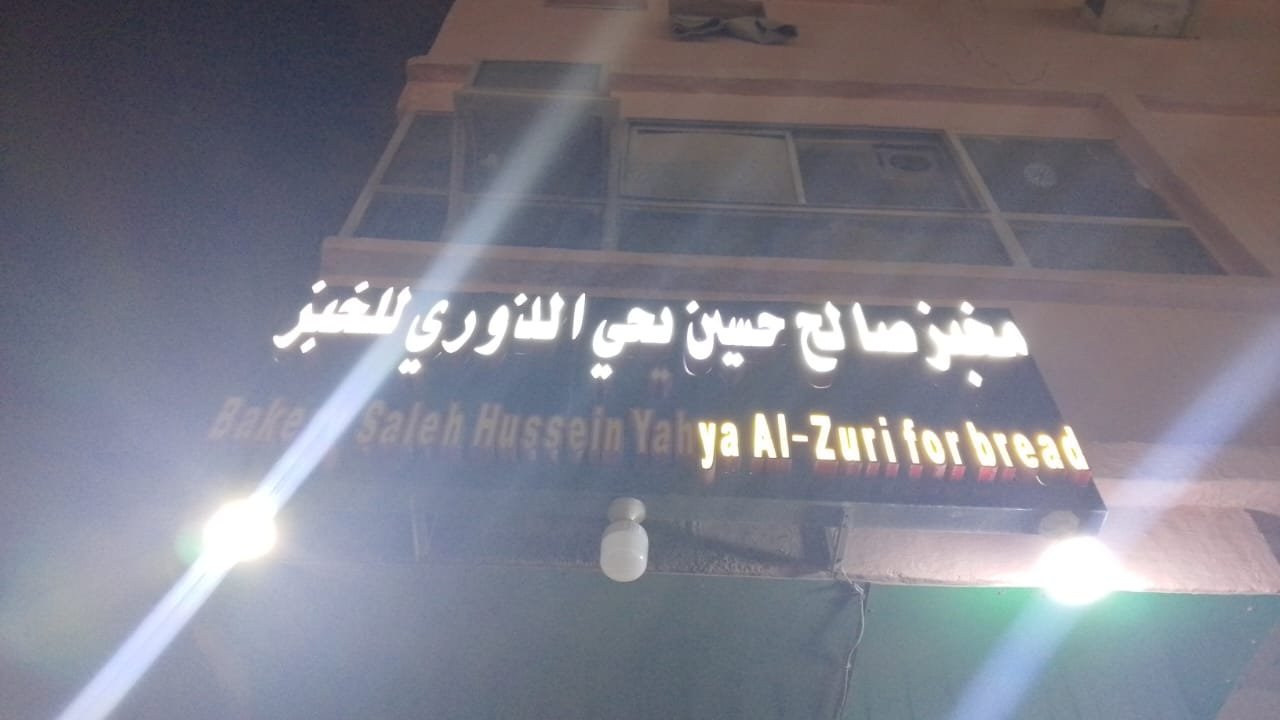 مخبز صالح حسين يحي الذوري للخبز
Bakery Saleh Hussein Yahya Al-Zuri for bread